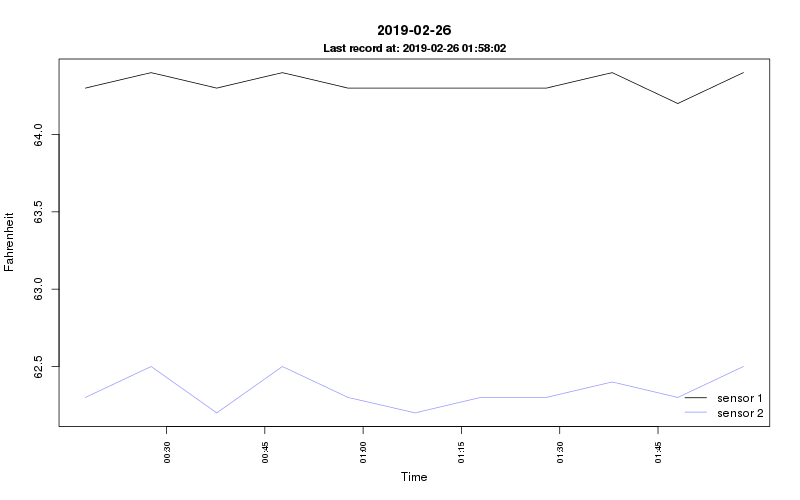 2019-02-26
Last record at: 2019-02-26 01:58:02
Fahrenheit
64.0
63.5
63.0
62.5
sensor 1
sensor 2
00:30 00:45 01:00 01:15 01:30 01:45
Time